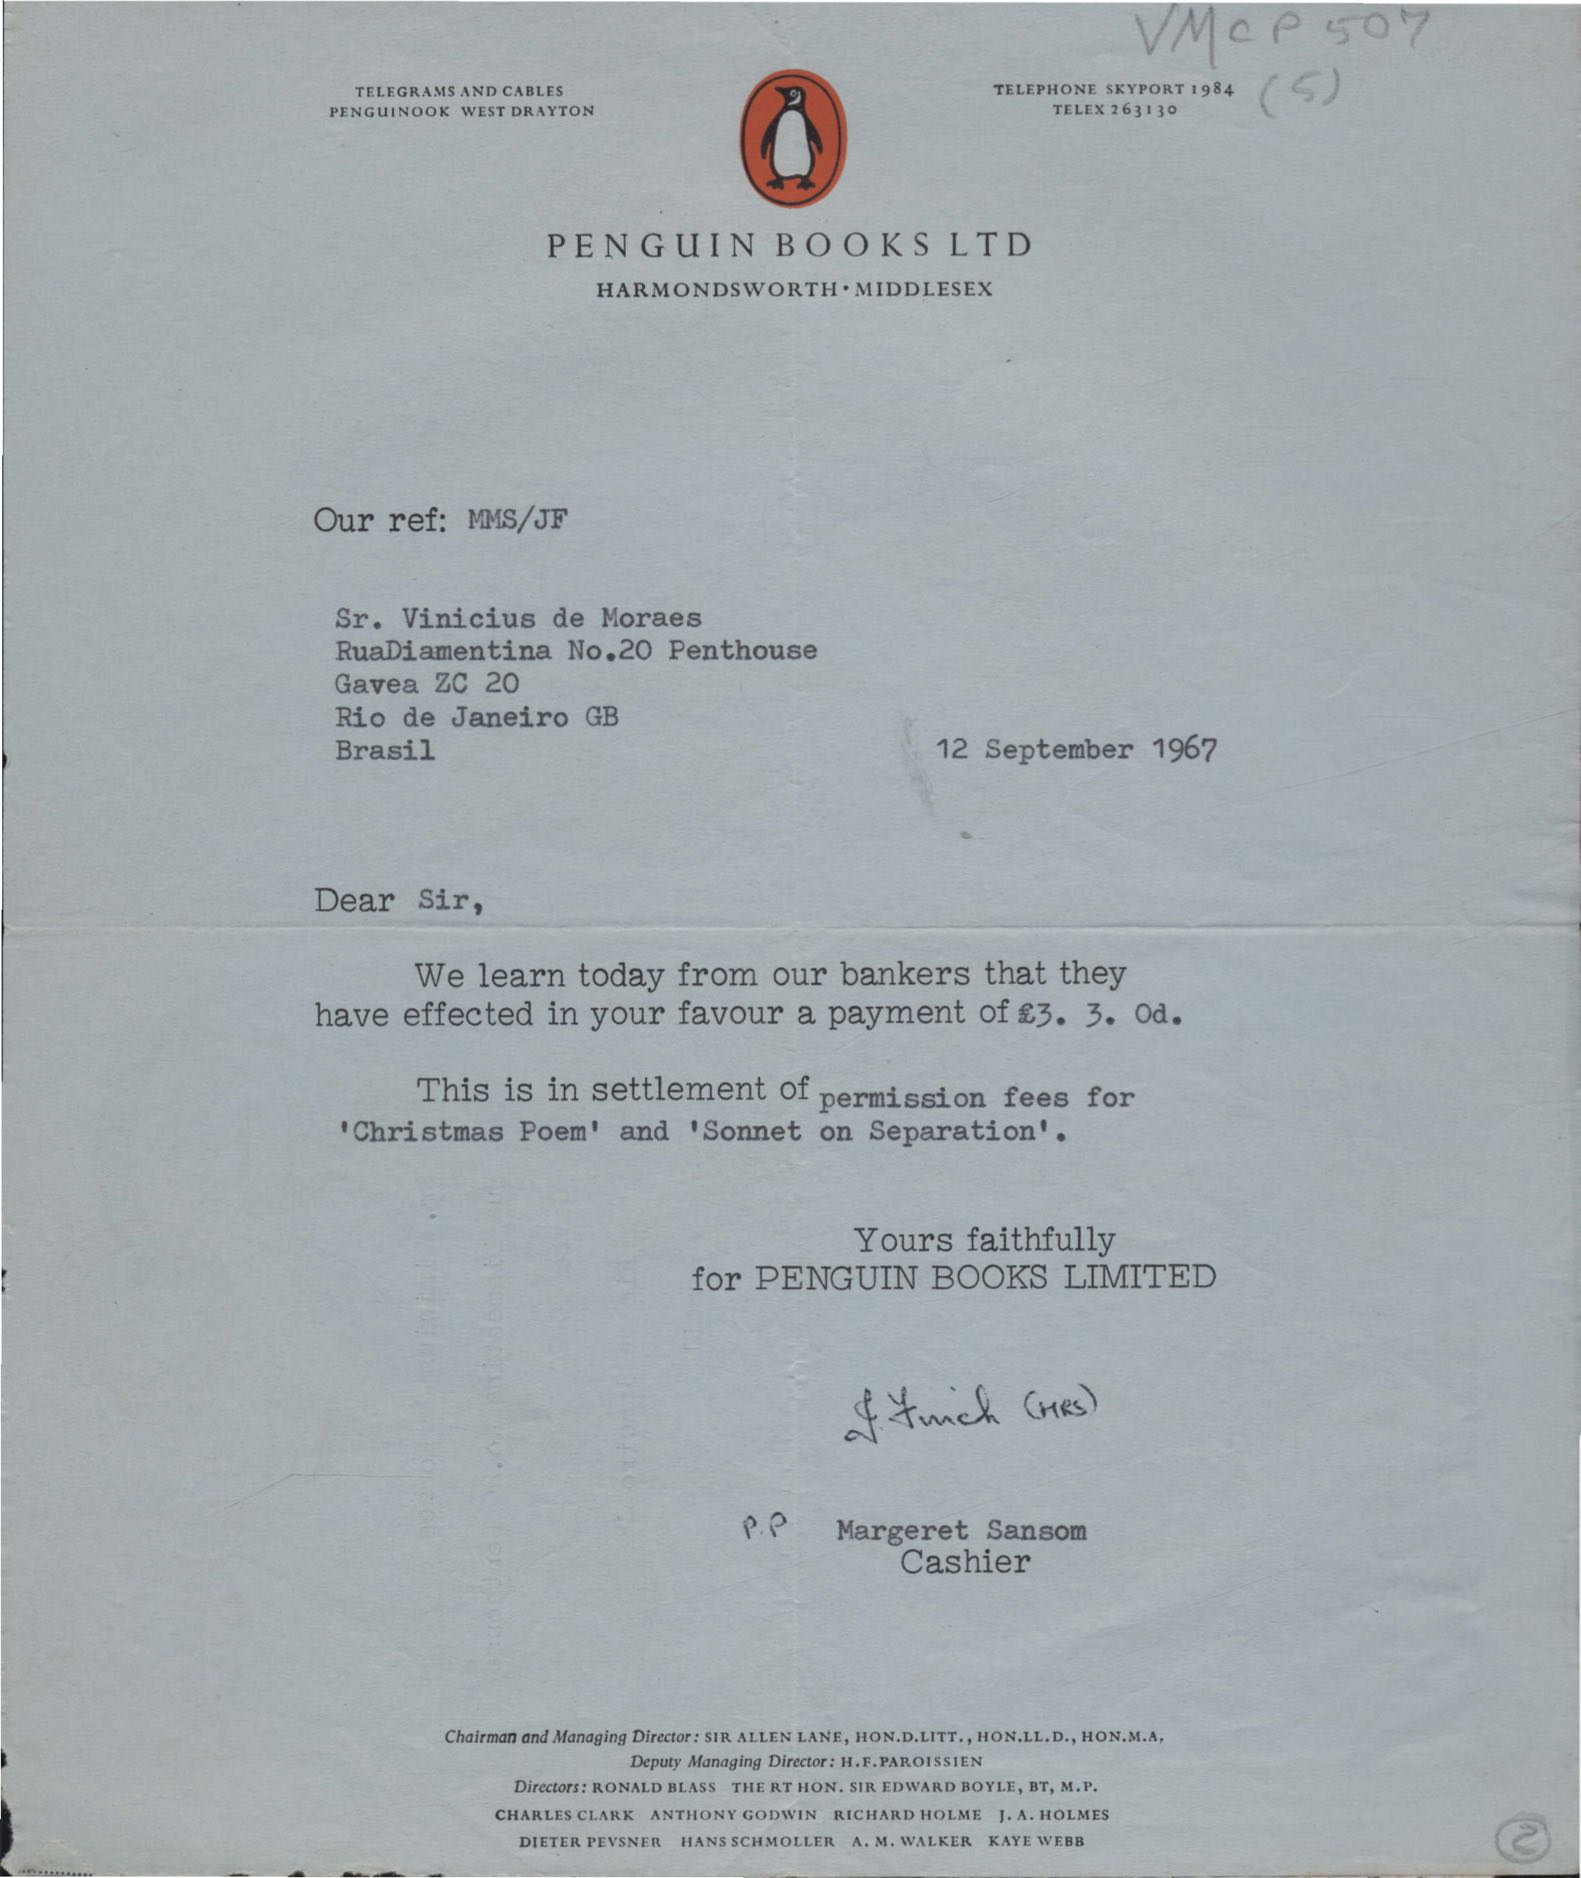 VMCP 507
(5)
TELEGRAMS AND CABLES
PENGUINOOK WEST DRAYTON
TELEPHONE SKYPORT 1984
TELEX 263130
PENGUIN BOOKS LTD
HARMONDSWORTH • MIDDLESEX
Our ref: MMS/JF
Sr. Vinicius de Moraes
RuaDiamentina No.20 Penthouse
Gavea ZC 20
Rio de Janeiro GB
Brasil
12 September 1967
Dear Sir,
We learn today from our bankers that they
have effected in your favour a payment of £3. 3. 0d.
This is in settlement of permission fees for
'Christmas Poem' and 'Sonnet on Separation'.
Yours faithfully
for PENGUIN BOOKS LIMITED
J. Finch (MRS)
P.P Margeret Sansom
Cashier
Chairman and Managing Director: SIR ALLEN LANE, HON.D.LITT., HON.LL.D., HON.M.A.
Deputy Managing Director: H.F.PAROISSIEN
Directors: RONALD BLASS THE RT HON. SIR EDWARD BOYLE, BT, M.P.
CHARLES CLARK ANTHONY GODWIN RICHARD HOLME J. A. HOLMES
DIETER PEVSNER HANS SCHMOLLER A. M. WALKER KAYE WEBB
2